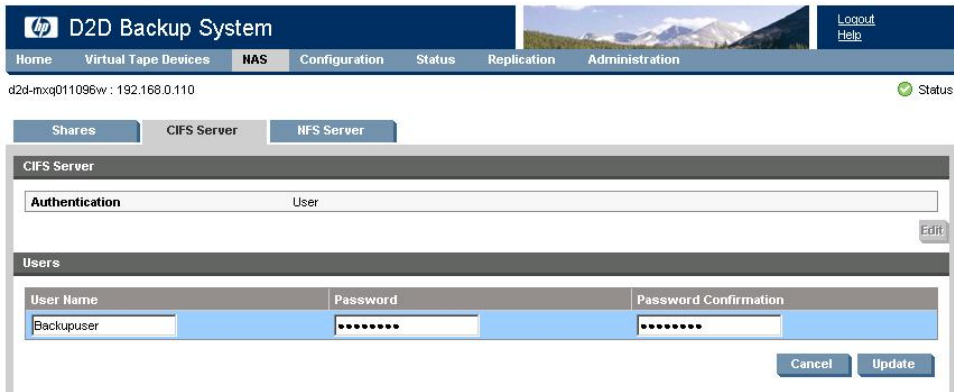 hp D2D Backup System
Logout
Help
Home Virtual Tape Devices NAS Configuration Status Replication Administration
d2d-mxq011096w : 192.168.0.110 Status
Shares CIFS Server NFS Server
CIFS Server
Authentication User
Edit
Users
User Name Password Password Confirmation
Backupuser •••••••• ••••••••
Cancel Update